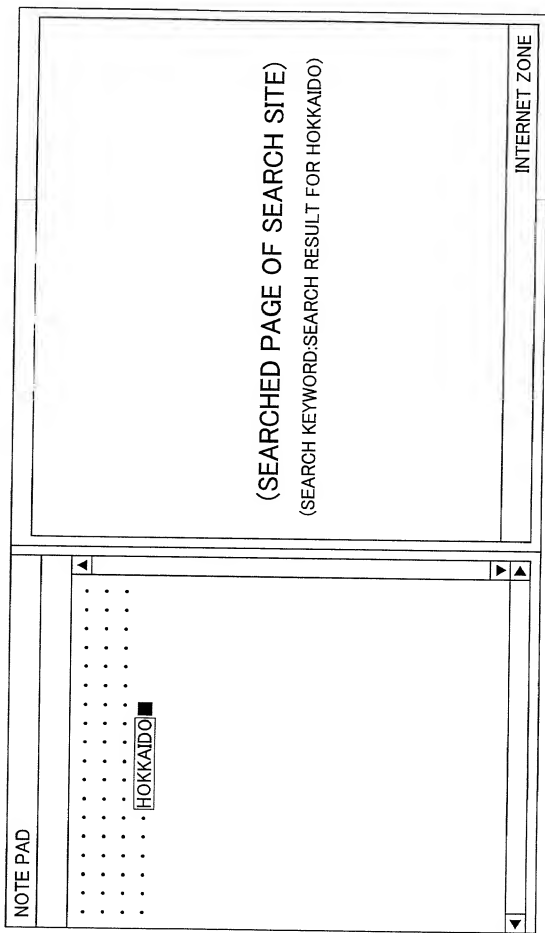 NOTE PAD
HOKKAIDO
(SEARCHED PAGE OF SEARCH SITE)
(SEARCH KEYWORD:SEARCH RESULT FOR HOKKAIDO)
INTERNET ZONE